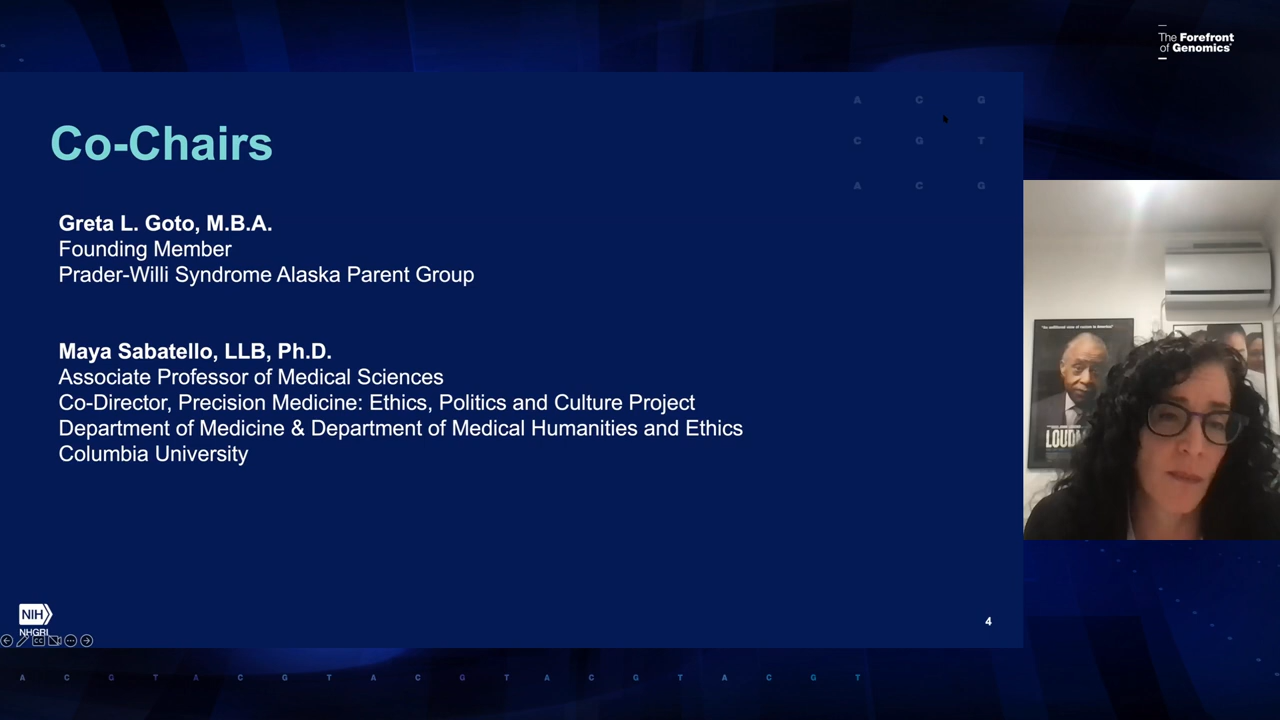 The Forefront
of Genomics
A C G
C G T
A C G
Co-Chairs
Greta L. Goto, M.B.A.
Founding Member
Prader-Willi Syndrome Alaska Parent Group
Maya Sabatello, LLB, Ph.D.
Associate Professor of Medical Sciences
Co-Director, Precision Medicine: Ethics, Politics and Culture Project
Department of Medicine & Department of Medical Humanities and Ethics
Columbia University
LOUDM
NIH
NHGRI
CC
4
A C G T A C G T A C G T A C G T A C G T